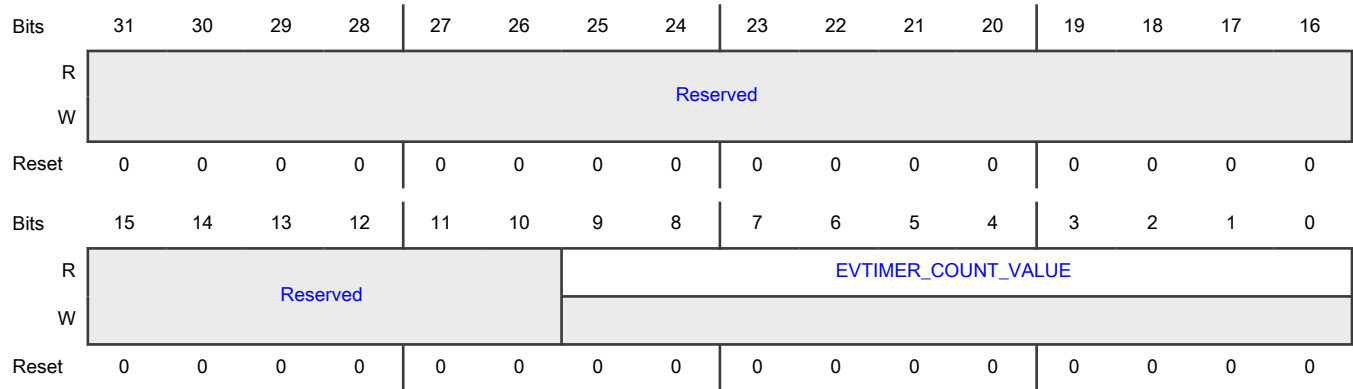 Bits 31 30 29 28 27 26 25 24 23 22 21 20 19 18 17 16
R
Reserved
W
Reset 0 0 0 0 0 0 0 0 0 0 0 0 0 0 0 0
Bits 15 14 13 12 11 10 9 8 7 6 5 4 3 2 1 0
R EVTIMER_COUNT_VALUE
Reserved
W
Reset 0 0 0 0 0 0 0 0 0 0 0 0 0 0 0 0